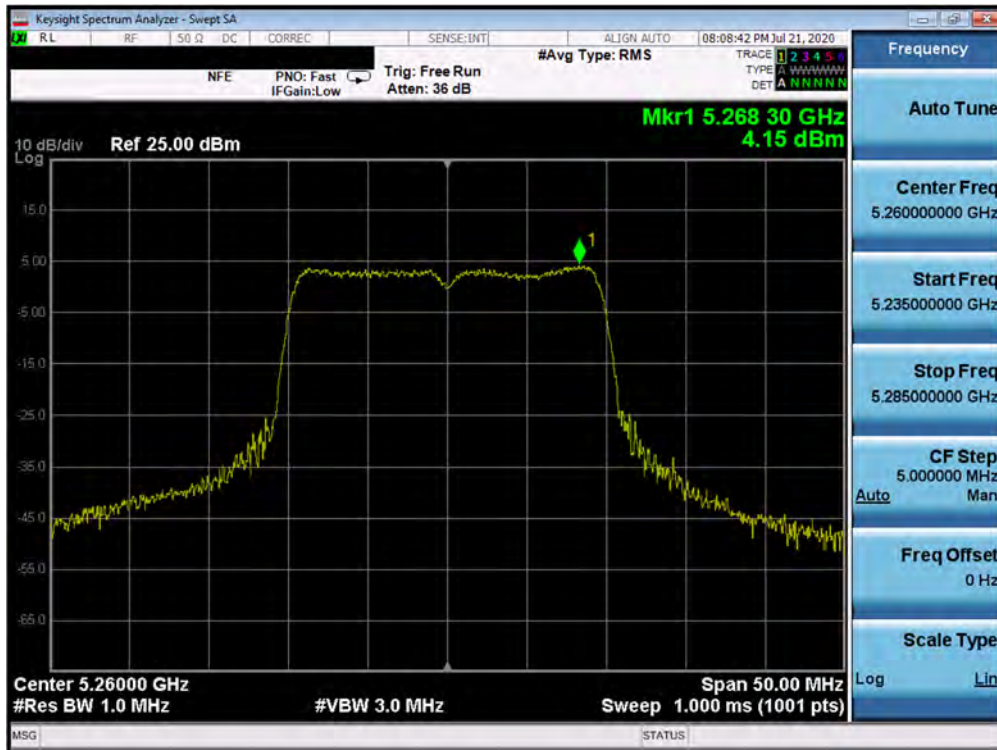 Keysight Spectrum Analyzer - Swept SA
LXI RL RF 50 Ω DC CORREC SENSE:INT ALIGN AUTO 08:08:42 PM Jul 21, 2020
NFE PNO: Fast IFGain:Low
Trig: Free Run
Atten: 36 dB
#Avg Type: RMS
TRACE 1 2 3 4 5 6
TYPE A WWWWWW
DET A N N N N N
Mkr1 5.268 30 GHz
4.15 dBm
10 dB/div
Log
Ref 25.00 dBm
15.0
5.00
-5.00
-15.0
-25.0
-35.0
-45.0
-55.0
-65.0
1
Center 5.26000 GHz
#Res BW 1.0 MHz
#VBW 3.0 MHz
Span 50.00 MHz
Sweep 1.000 ms (1001 pts)
MSG
STATUS
Frequency
Auto Tune
Center Freq
5.260000000 GHz
Start Freq
5.235000000 GHz
Stop Freq
5.285000000 GHz
CF Step
5.000000 MHz
Auto Man
Freq Offset
0 Hz
Scale Type
Log Lin